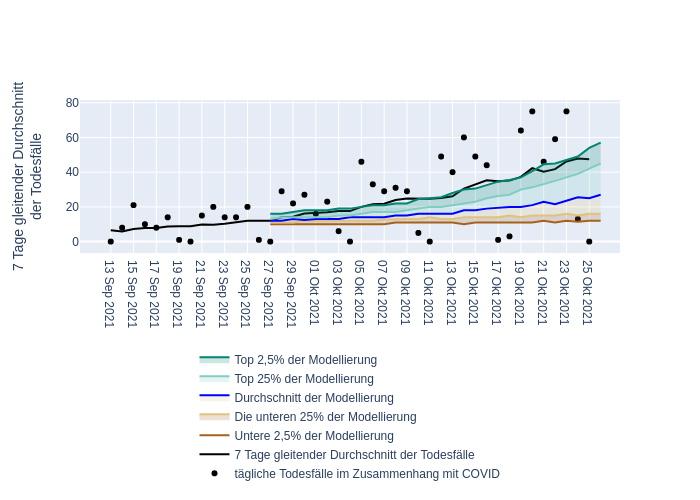 7 Tage gleitender Durchschnitt
der Todesfälle
80
60
40
20
0
13 Sep 2021
15 Sep 2021
17 Sep 2021
19 Sep 2021
21 Sep 2021
23 Sep 2021
25 Sep 2021
27 Sep 2021
29 Sep 2021
01 Okt 2021
03 Okt 2021
05 Okt 2021
07 Okt 2021
09 Okt 2021
11 Okt 2021
13 Okt 2021
15 Okt 2021
17 Okt 2021
19 Okt 2021
21 Okt 2021
23 Okt 2021
25 Okt 2021
Top 2,5% der Modellierung
Top 25% der Modellierung
Durchschnitt der Modellierung
Die unteren 25% der Modellierung
Untere 2,5% der Modellierung
7 Tage gleitender Durchschnitt der Todesfälle
tägliche Todesfälle im Zusammenhang mit COVID